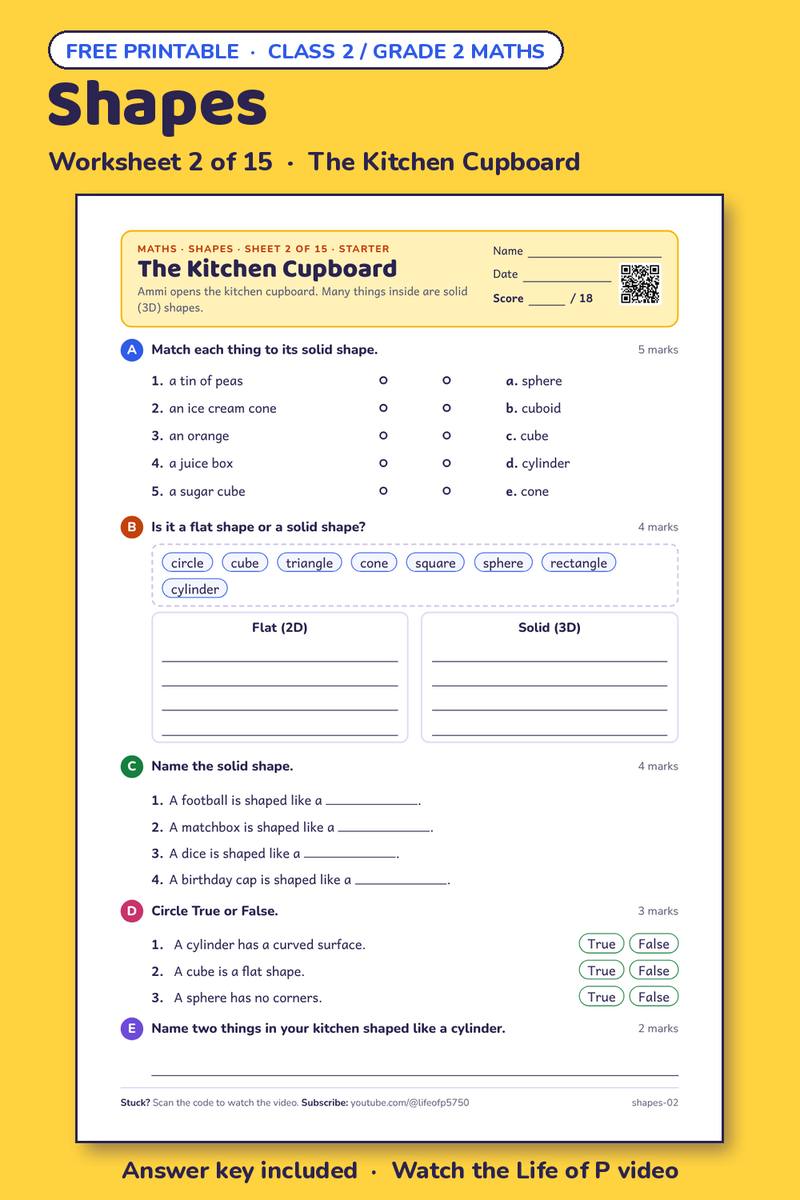 FREE PRINTABLE · CLASS 2 / GRADE 2 MATHS
Shapes
Worksheet 2 of 15 · The Kitchen Cupboard
MATHS · SHAPES · SHEET 2 OF 15 · STARTER
The Kitchen Cupboard
Ammi opens the kitchen cupboard. Many things inside are solid
(3D) shapes.
Name ____
Date ____
Score ____ / 18
A Match each thing to its solid shape. 5 marks
1. a tin of peas a. sphere
2. an ice cream cone b. cuboid
3. an orange c. cube
4. a juice box d. cylinder
5. a sugar cube e. cone
B Is it a flat shape or a solid shape? 4 marks
circle cube triangle cone square sphere rectangle
cylinder
Flat (2D) Solid (3D)
C Name the solid shape. 4 marks
1. A football is shaped like a ____.
2. A matchbox is shaped like a ____.
3. A dice is shaped like a ____.
4. A birthday cap is shaped like a ____.
D Circle True or False. 3 marks
1. A cylinder has a curved surface. True False
2. A cube is a flat shape. True False
3. A sphere has no corners. True False
E Name two things in your kitchen shaped like a cylinder. 2 marks
Stuck? Scan the code to watch the video. Subscribe: youtube.com/@lifeofp5750 shapes-02
Answer key included · Watch the Life of P video